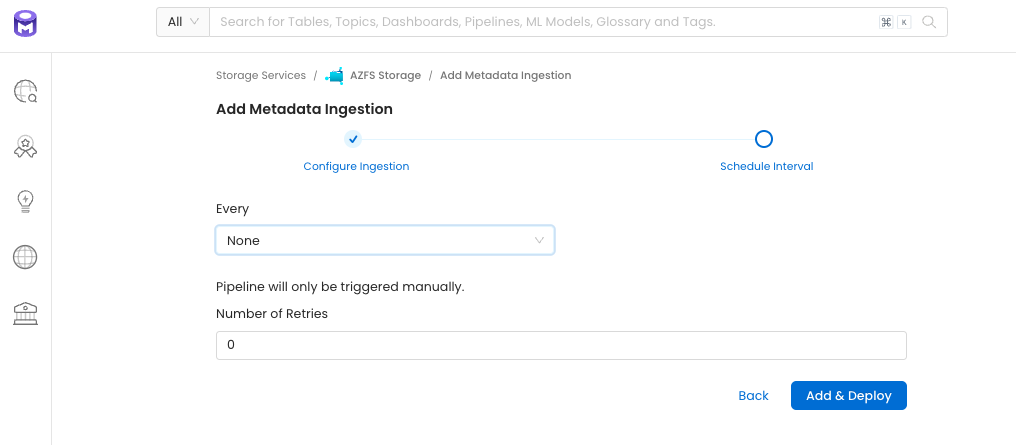 All Search for Tables, Topics, Dashboards, Pipelines, ML Models, Glossary and Tags. ⌘ K
Storage Services / AZFS Storage / Add Metadata Ingestion
Add Metadata Ingestion
Configure Ingestion Schedule Interval
Every
None
Pipeline will only be triggered manually.
Number of Retries
0
Back Add & Deploy